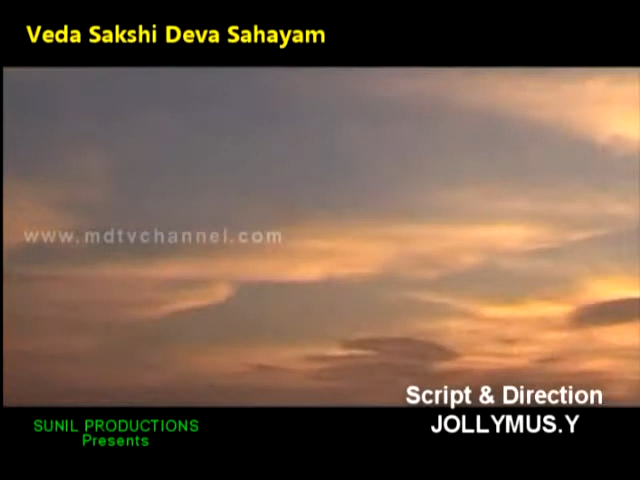 Veda Sakshi Deva Sahayam
www.mdtvchannel.com
Script & Direction
JOLLYMUS.Y
SUNIL PRODUCTIONS
Presents